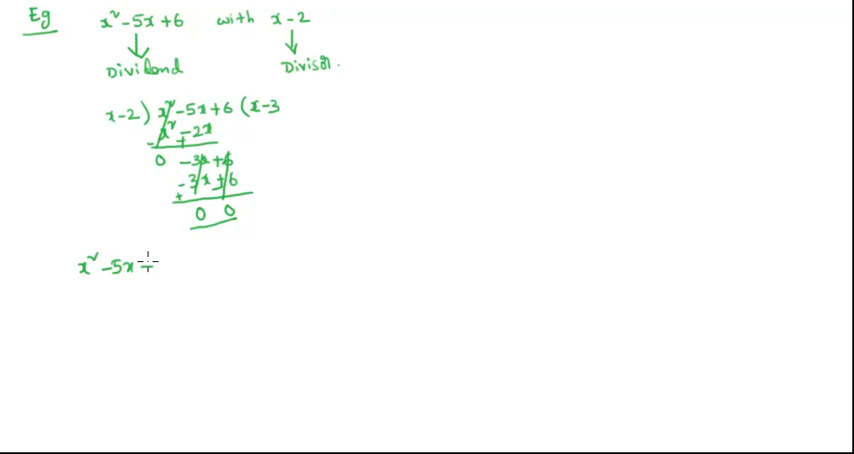 Eg x² - 5x + 6 with x - 2
Dividend Divisor.
x - 2 ) x² - 5x + 6 ( x - 3
x² - 2x
- +
0 - 3x + 6
- 3x + 6
+ -
0 0
x² - 5x +